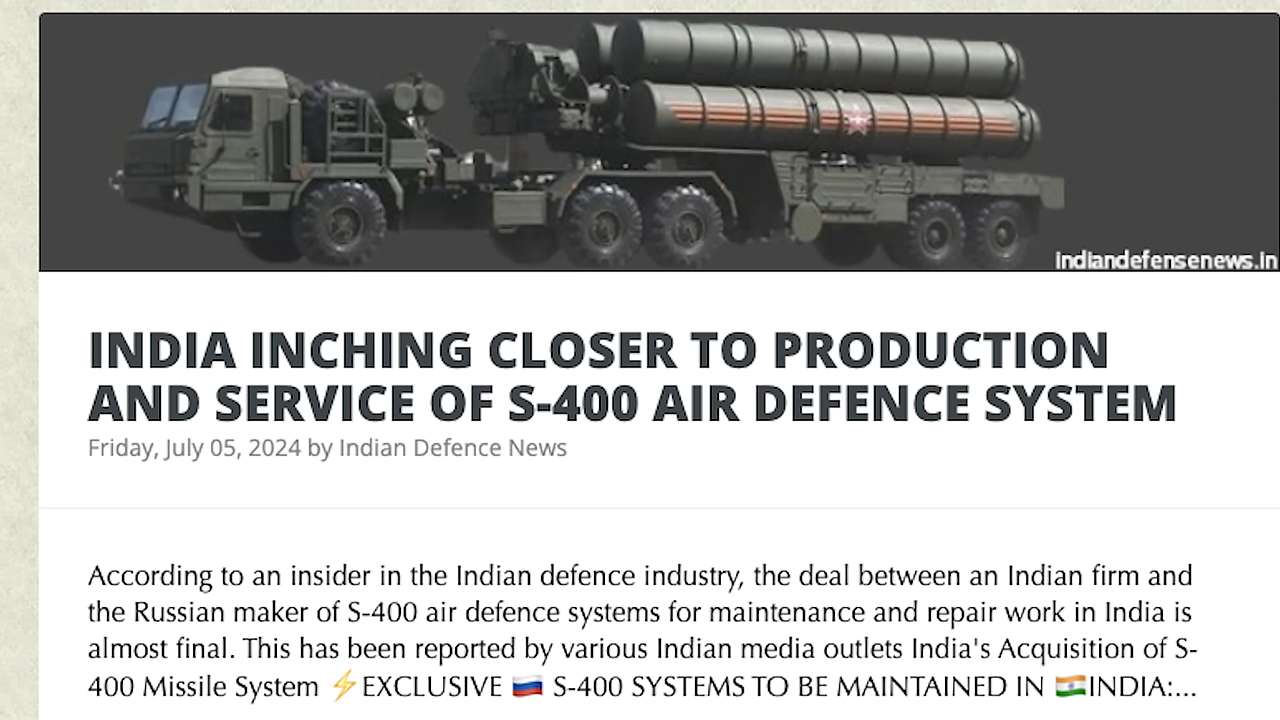 indiandefensenews.in
INDIA INCHING CLOSER TO PRODUCTION
AND SERVICE OF S-400 AIR DEFENCE SYSTEM
Friday, July 05, 2024 by Indian Defence News
According to an insider in the Indian defence industry, the deal between an Indian firm and
the Russian maker of S-400 air defence systems for maintenance and repair work in India is
almost final. This has been reported by various Indian media outlets India's Acquisition of S-
400 Missile System ⚡EXCLUSIVE 🇷🇺 S-400 SYSTEMS TO BE MAINTAINED IN 🇮🇳INDIA:...